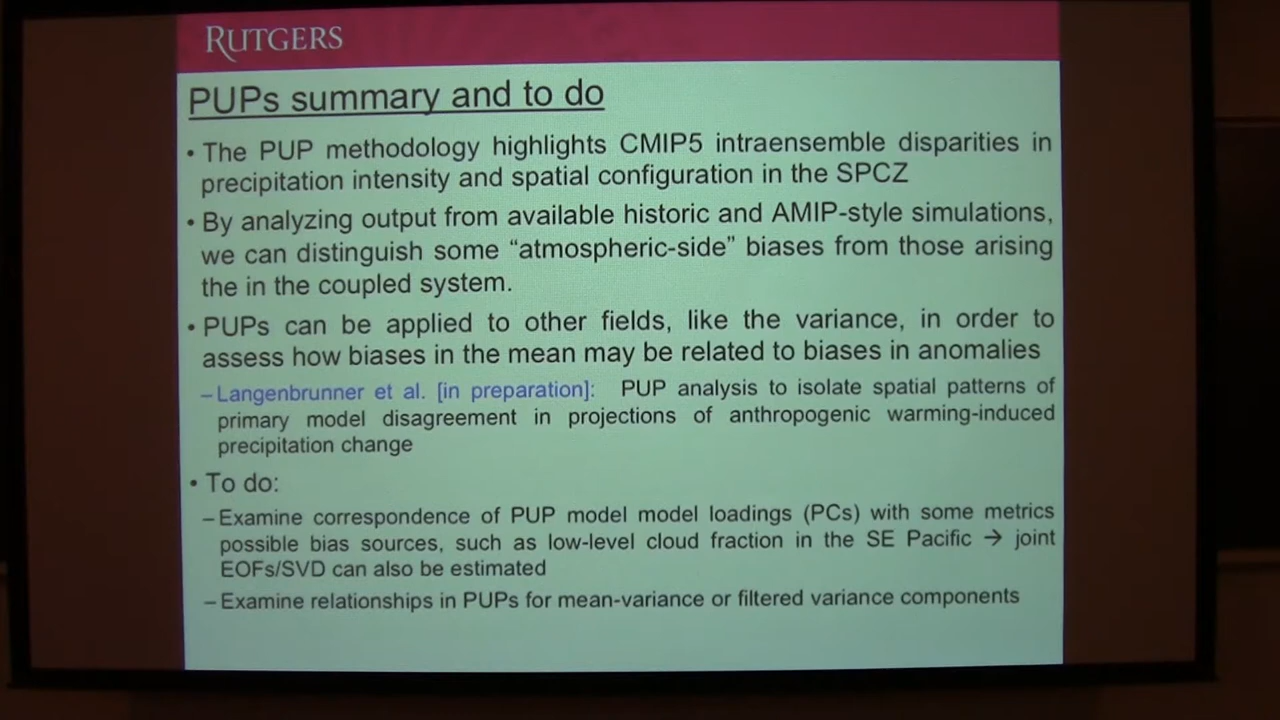 RUTGERS
PUPs summary and to do
• The PUP methodology highlights CMIP5 intraensemble disparities in
precipitation intensity and spatial configuration in the SPCZ
• By analyzing output from available historic and AMIP-style simulations,
we can distinguish some “atmospheric-side” biases from those arising
the in the coupled system.
• PUPs can be applied to other fields, like the variance, in order to
assess how biases in the mean may be related to biases in anomalies
– Langenbrunner et al. [in preparation]: PUP analysis to isolate spatial patterns of
primary model disagreement in projections of anthropogenic warming-induced
precipitation change
• To do:
– Examine correspondence of PUP model model loadings (PCs) with some metrics
possible bias sources, such as low-level cloud fraction in the SE Pacific → joint
EOFs/SVD can also be estimated
– Examine relationships in PUPs for mean-variance or filtered variance components